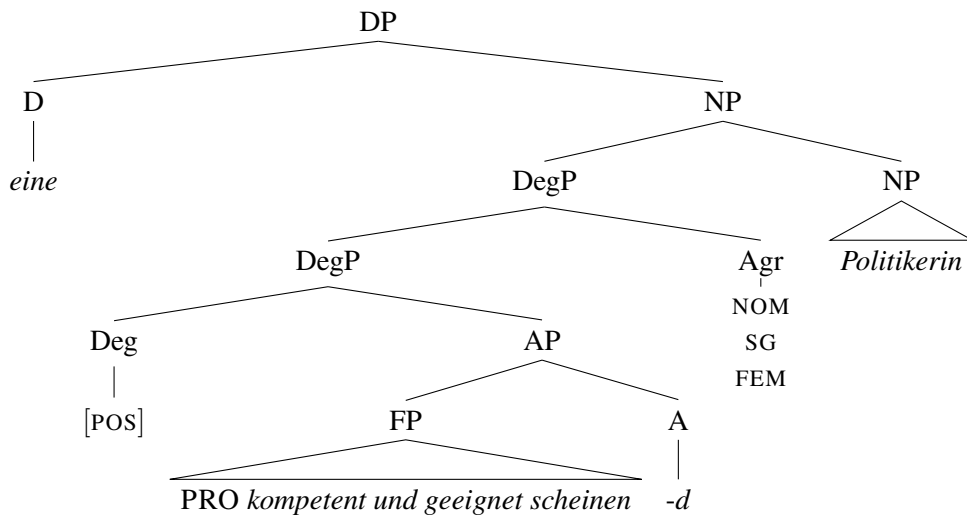 DP
D NP
eine DegP NP
DegP Agr Politikerin
NOM
Deg AP SG
FEM
[POS] FP A
PRO kompetent und geeignet scheinen -d